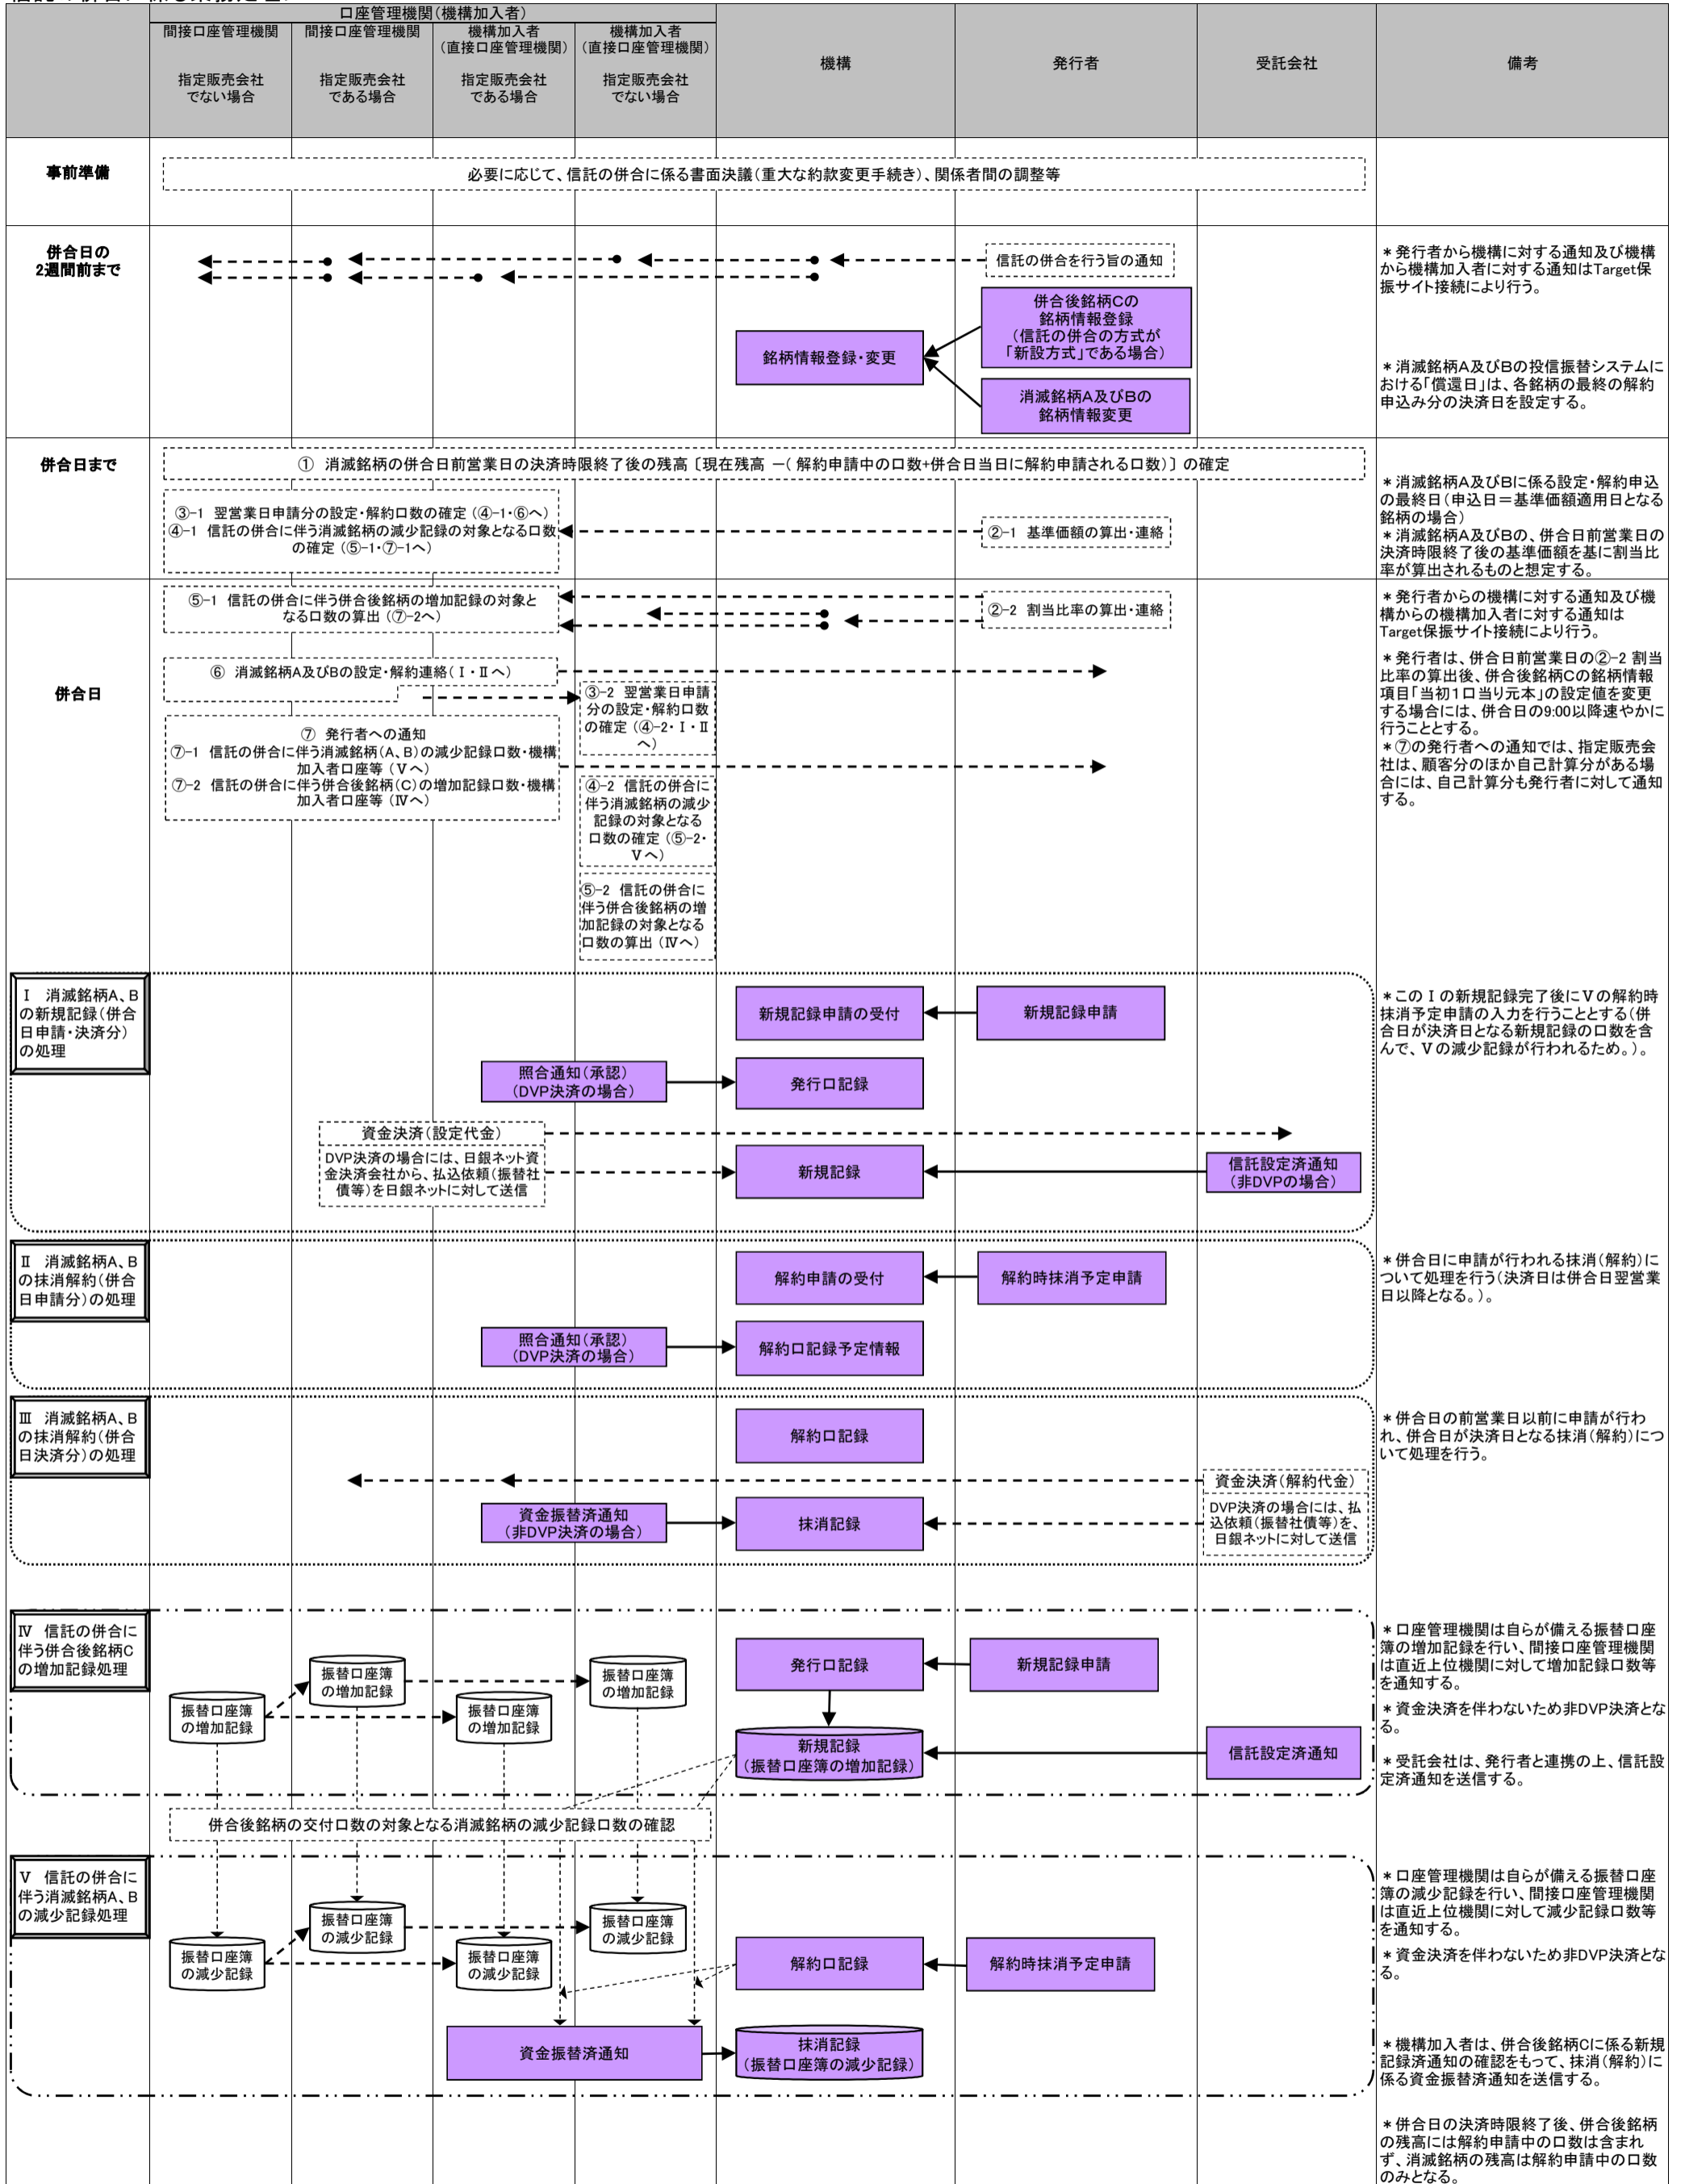 口座管理機関（機構加入者）
間接口座管理機関
指定販売会社
でない場合
間接口座管理機関
指定販売会社
である場合
機構加入者
（直接口座管理機関）
指定販売会社
である場合
機構加入者
（直接口座管理機関）
指定販売会社
でない場合
機構
発行者
受託会社
備考
事前準備
必要に応じて、信託の併合に係る書面決議（重大な約款変更手続き）、関係者間の調整等
併合日の
2週間前まで
信託の併合を行う旨の通知
併合後銘柄Cの
銘柄情報登録
（信託の併合の方式が
「新設方式」である場合）
銘柄情報登録・変更
消滅銘柄A及びBの
銘柄情報変更
＊発行者から機構に対する通知及び機構
から機構加入者に対する通知はTarget保
振サイト接続により行う。
＊消滅銘柄A及びBの投信振替システムに
おける「償還日」は、各銘柄の最終の解約
申込み分の決済日を設定する。
併合日まで
① 消滅銘柄の併合日前営業日の決済時限終了後の残高〔現在残高 －（解約申請中の口数+併合日当日に解約申請される口数）〕の確定
③-1 翌営業日申請分の設定・解約口数の確定（④-1・⑥へ）
④-1 信託の併合に伴う消滅銘柄の減少記録の対象となる口数
の確定（⑤-1・⑦-1へ）
②-1 基準価額の算出・連絡
＊消滅銘柄A及びBに係る設定・解約申込
の最終日（申込日＝基準価額適用日となる
銘柄の場合）
＊消滅銘柄A及びBの、併合日前営業日の
決済時限終了後の基準価額を基に割当比
率が算出されるものと想定する。
併合日
⑤-1 信託の併合に伴う併合後銘柄の増加記録の対象と
なる口数の算出（⑦-2へ）
②-2 割当比率の算出・連絡
⑥ 消滅銘柄A及びBの設定・解約連絡（Ⅰ・Ⅱへ）
③-2 翌営業日申請
分の設定・解約口数
の確定（④-2・Ⅰ・Ⅱ
へ）
⑦ 発行者への通知
⑦-1 信託の併合に伴う消滅銘柄（A、B）の減少記録口数・機構
加入者口座等（Ⅴへ）
⑦-2 信託の併合に伴う併合後銘柄（C）の増加記録口数・機構
加入者口座等（Ⅳへ）
④-2 信託の併合に
伴う消滅銘柄の減少
記録の対象となる
口数の確定（⑤-2・
Ⅴへ）
⑤-2 信託の併合に
伴う併合後銘柄の増
加記録の対象となる
口数の算出（Ⅳへ）
＊発行者からの機構に対する通知及び機
構からの機構加入者に対する通知は
Target保振サイト接続により行う。
＊発行者は、併合日前営業日の②-2 割当
比率の算出後、併合後銘柄Cの銘柄情報
項目「当初１口当り元本」の設定値を変更
する場合には、併合日の9:00以降速やかに
行うこととする。
＊⑦の発行者への通知では、指定販売会
社は、顧客分のほか自己計算分がある場
合には、自己計算分も発行者に対して通知
する。
Ⅰ 消滅銘柄A、B
の新規記録（併合
日申請・決済分）
の処理
新規記録申請の受付
新規記録申請
照合通知（承認）
（DVP決済の場合）
発行口記録
資金決済（設定代金）
DVP決済の場合には、日銀ネット資
金決済会社から、払込依頼（振替社
債等）を日銀ネットに対して送信
新規記録
信託設定済通知
（非DVPの場合）
＊このⅠの新規記録完了後にⅤの解約時
抹消予定申請の入力を行うこととする（併
合日が決済日となる新規記録の口数を含
んで、Ⅴの減少記録が行われるため。）。
Ⅱ 消滅銘柄A、B
の抹消解約（併合
日申請分）の処理
解約申請の受付
解約時抹消予定申請
照合通知（承認）
（DVP決済の場合）
解約口記録予定情報
＊併合日に申請が行われる抹消（解約）に
ついて処理を行う（決済日は併合日翌営業
日以降となる。）。
Ⅲ 消滅銘柄A、B
の抹消解約（併合
日決済分）の処理
解約口記録
資金決済（解約代金）
資金振替済通知
（非DVP決済の場合）
抹消記録
DVP決済の場合には、払
込依頼（振替社債等）を、
日銀ネットに対して送信
＊併合日の前営業日以前に申請が行わ
れ、併合日が決済日となる抹消（解約）につ
いて処理を行う。
Ⅳ 信託の併合に
伴う併合後銘柄C
の増加記録処理
振替口座簿
の増加記録
振替口座簿
の増加記録
振替口座簿
の増加記録
振替口座簿
の増加記録
発行口記録
新規記録申請
新規記録
（振替口座簿の増加記録）
信託設定済通知
＊口座管理機関は自らが備える振替口座
簿の増加記録を行い、間接口座管理機関
は直近上位機関に対して増加記録口数等
を通知する。
＊資金決済を伴わないため非DVP決済とな
る。
＊受託会社は、発行者と連携の上、信託設
定済通知を送信する。
併合後銘柄の交付口数の対象となる消滅銘柄の減少記録口数の確認
Ⅴ 信託の併合に
伴う消滅銘柄A、B
の減少記録処理
振替口座簿
の減少記録
振替口座簿
の減少記録
振替口座簿
の減少記録
振替口座簿
の減少記録
解約口記録
解約時抹消予定申請
資金振替済通知
抹消記録
（振替口座簿の減少記録）
＊口座管理機関は自らが備える振替口座
簿の減少記録を行い、間接口座管理機関
は直近上位機関に対して減少記録口数等
を通知する。
＊資金決済を伴わないため非DVP決済とな
る。
＊機構加入者は、併合後銘柄Cに係る新規
記録済通知の確認をもって、抹消（解約）に
係る資金振替済通知を送信する。
＊併合日の決済時限終了後、併合後銘柄
の残高には解約申請中の口数は含まれ
ず、消滅銘柄の残高は解約申請中の口数
のみとなる。